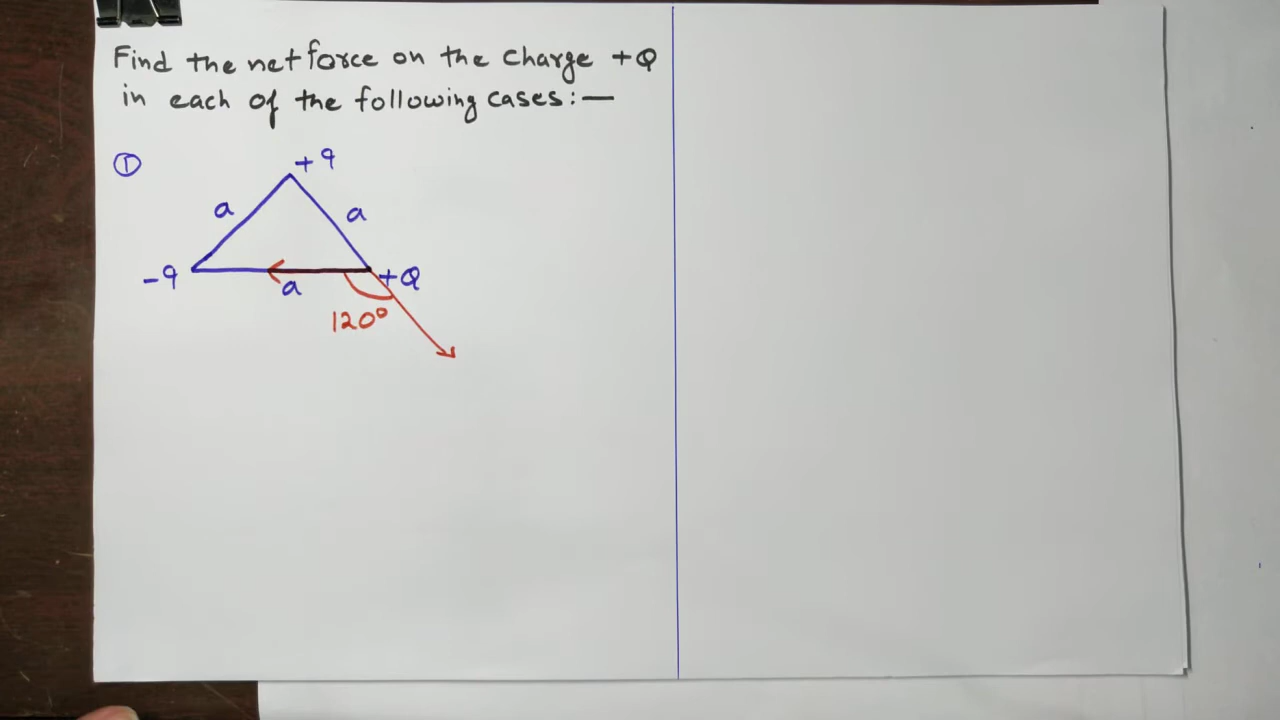 Find the net force on the charge +Q
in each of the following cases:—
①
+q
a
a
-q
+Q
a
120°